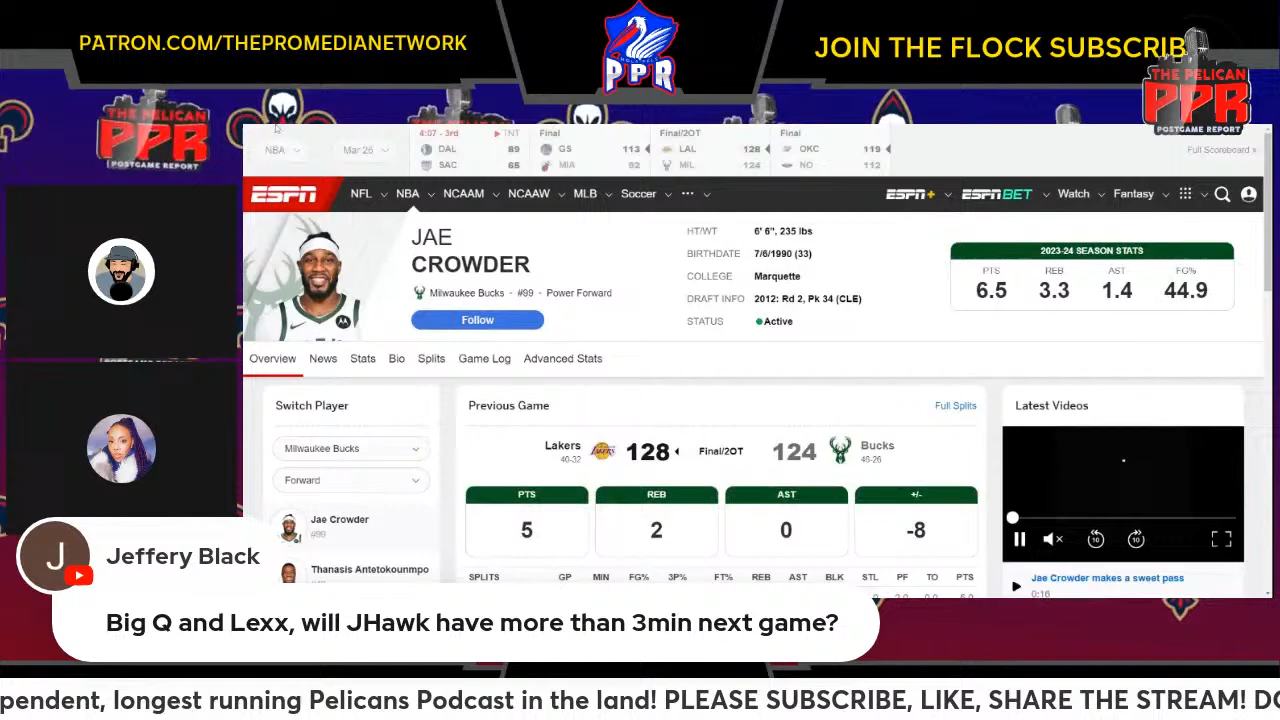 PATRON.COM/THEPROMEDIANETWORK
PPR
JOIN THE FLOCK SUBSCRIB
THE PELICAN
PPR
POSTGAME REPORT
THE PELICAN
PPR
POSTGAME REPORT
NBA
Mar 26
4:07 - 3rd TNT
DAL 89
SAC 65
Final
GS 113
MIA 92
Final/2OT
LAL 128
MIL 124
Final
OKC 119
NO 112
Full Scoreboard »
ESPN NFL NBA NCAAM NCAAW MLB Soccer ••• ESPN+ ESPN BET Watch Fantasy
JAE
CROWDER
Milwaukee Bucks · #99 · Power Forward
Follow
HT/WT 6' 6", 235 lbs
BIRTHDATE 7/6/1990 (33)
COLLEGE Marquette
DRAFT INFO 2012: Rd 2, Pk 34 (CLE)
STATUS Active
2023-24 SEASON STATS
PTS REB AST FG%
6.5 3.3 1.4 44.9
Overview News Stats Bio Splits Game Log Advanced Stats
Switch Player
Milwaukee Bucks
Forward
Jae Crowder
#99
Thanasis Antetokounmpo
Previous Game
Full Splits
Lakers 128 Final/2OT 124 Bucks
PTS REB AST +/-
5 2 0 -8
SPLITS GP MIN FG% 3P% FT% REB AST BLK STL PF TO PTS
Latest Videos
10 10
Jae Crowder makes a sweet pass
0:16
J
Jeffery Black
Big Q and Lexx, will JHawk have more than 3min next game?
pendent, longest running Pelicans Podcast in the land! PLEASE SUBSCRIBE, LIKE, SHARE THE STREAM! DO